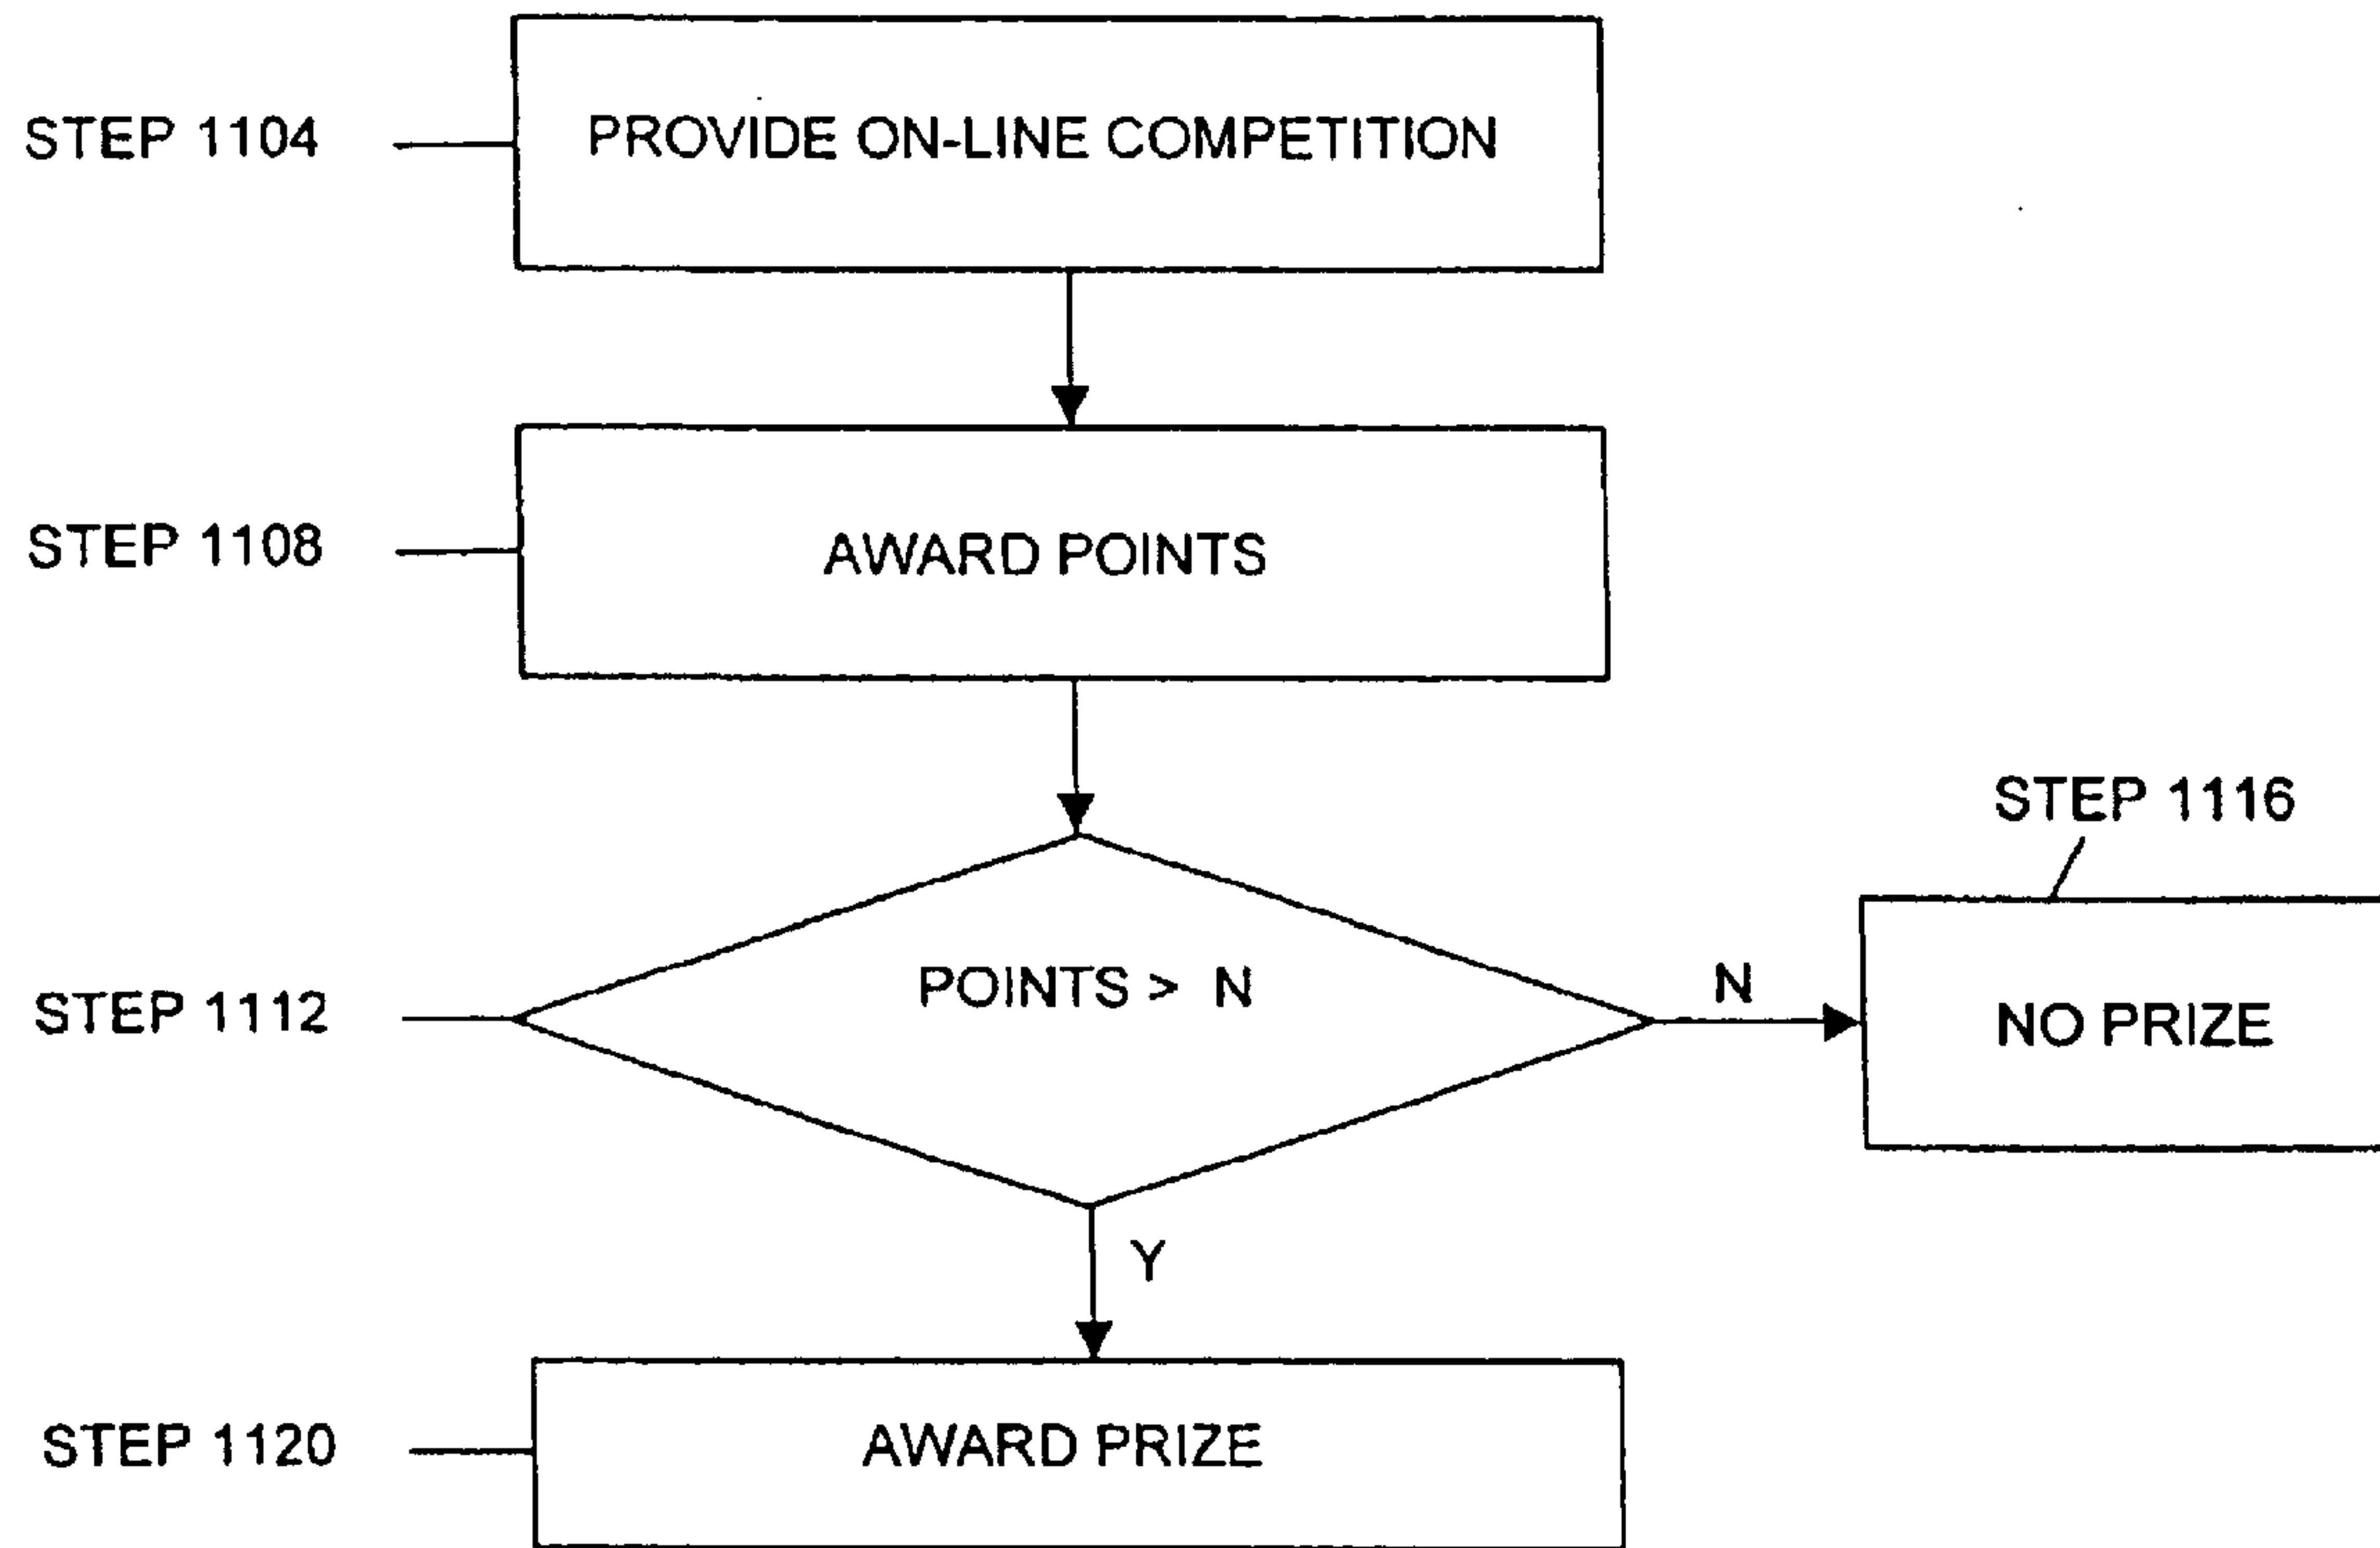 STEP 1104
PROVIDE ON-LINE COMPETITION
STEP 1108
AWARD POINTS
STEP 1116
STEP 1112
POINTS > N
N
NO PRIZE
Y
STEP 1120
AWARD PRIZE